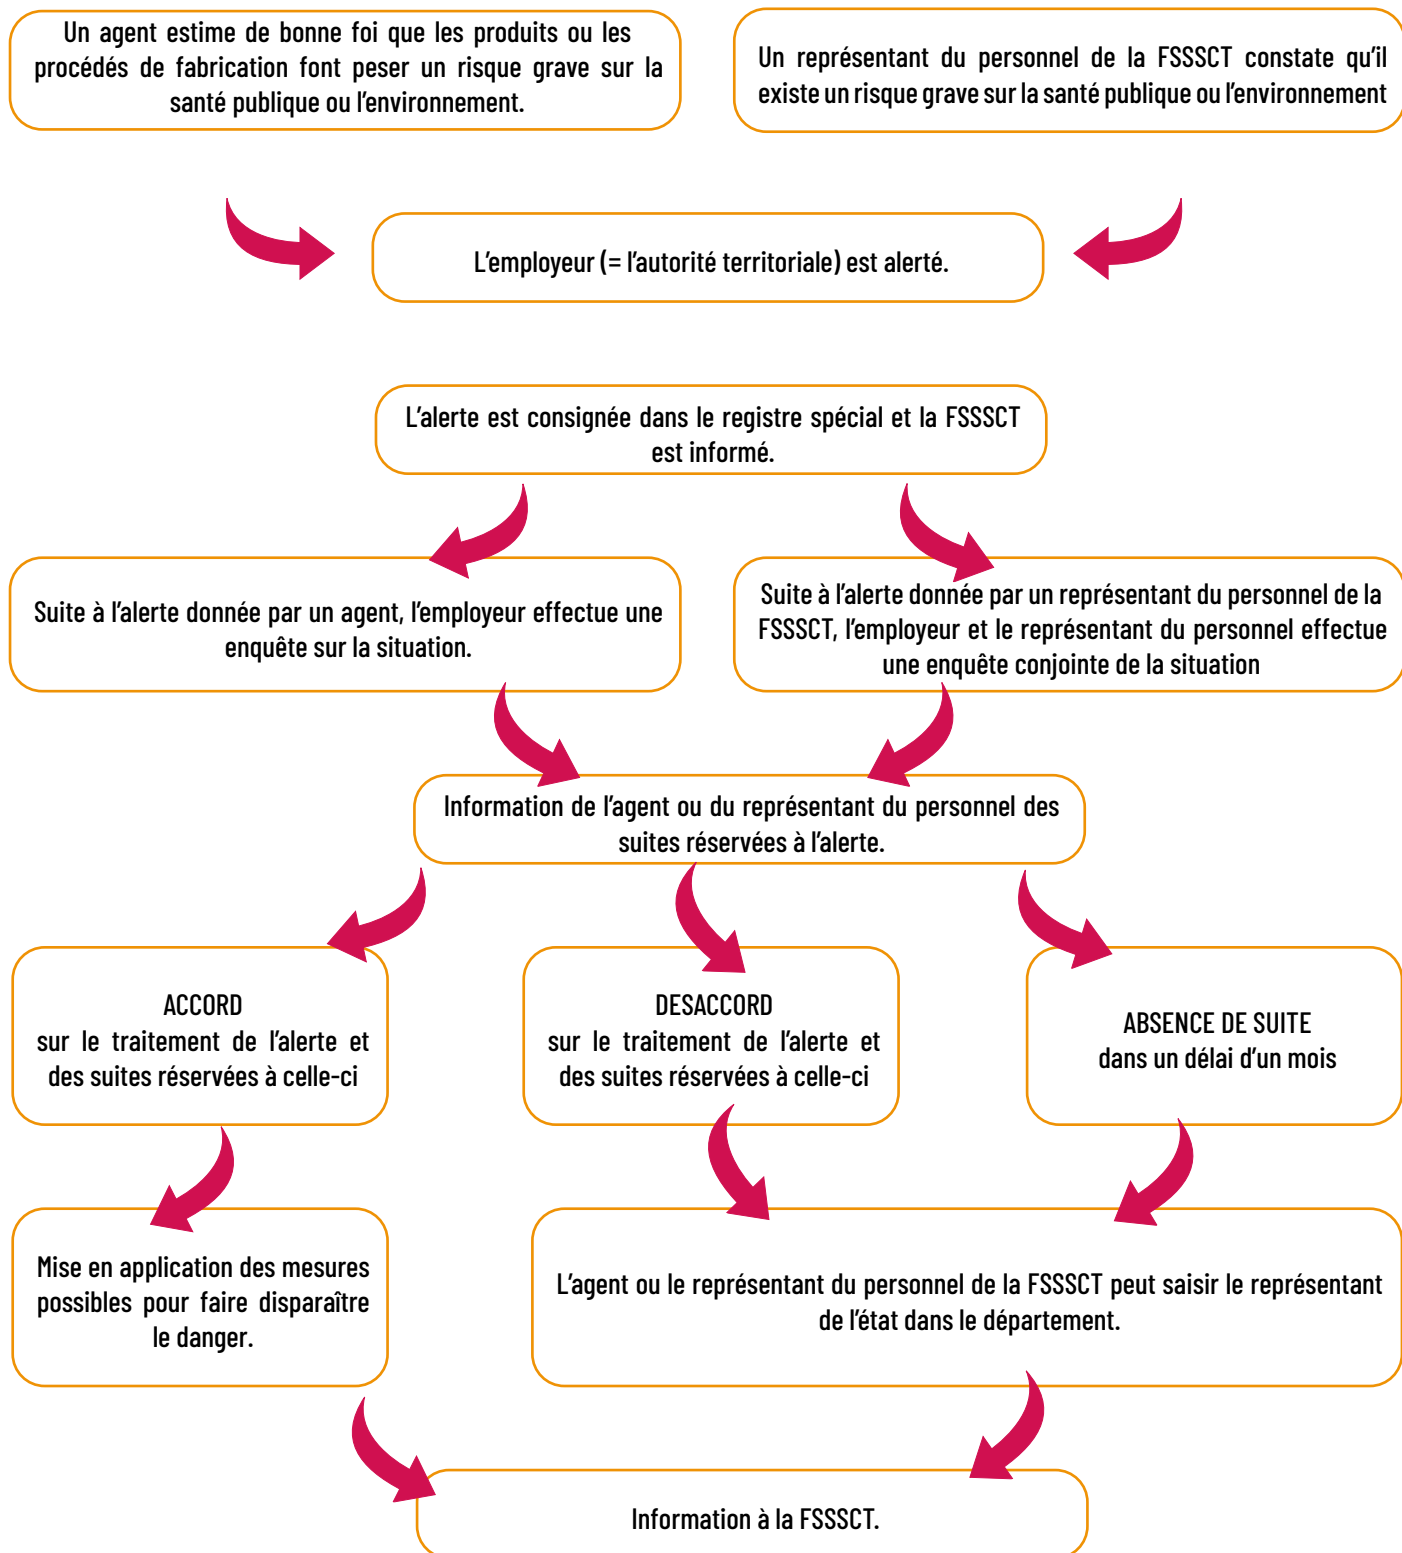 Un agent estime de bonne foi que les produits ou les
procédés de fabrication font peser un risque grave sur la
santé publique ou l'environnement.
Un représentant du personnel de la FSSSCT constate qu'il
existe un risque grave sur la santé publique ou l'environnement
L'employeur (= l'autorité territoriale) est alerté.
L'alerte est consignée dans le registre spécial et la FSSSCT
est informé.
Suite à l'alerte donnée par un agent, l'employeur effectue une
enquête sur la situation.
Suite à l'alerte donnée par un représentant du personnel de la
FSSSCT, l'employeur et le représentant du personnel effectue
une enquête conjointe de la situation
Information de l'agent ou du représentant du personnel des
suites réservées à l'alerte.
ACCORD
sur le traitement de l'alerte et
des suites réservées à celle-ci
DESACCORD
sur le traitement de l'alerte et
des suites réservées à celle-ci
ABSENCE DE SUITE
dans un délai d'un mois
Mise en application des mesures
possibles pour faire disparaître
le danger.
L'agent ou le représentant du personnel de la FSSSCT peut saisir le représentant
de l'état dans le département.
Information à la FSSSCT.